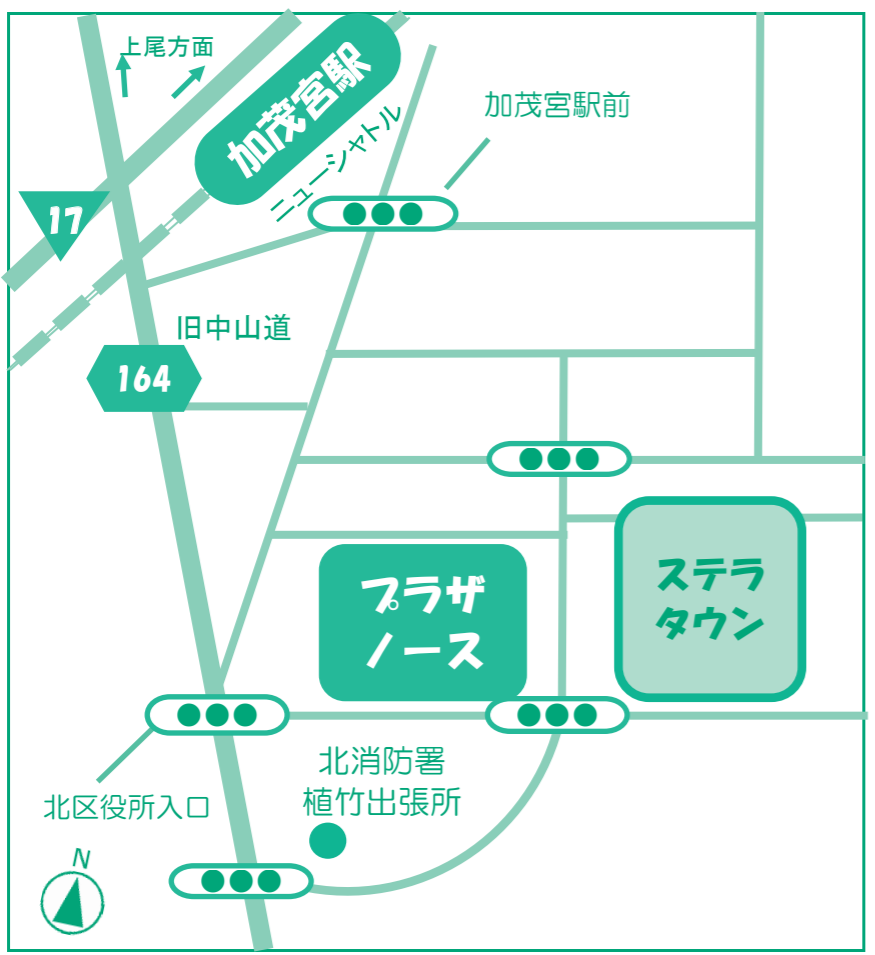 上尾方面
加茂宮駅
ニューシャトル
加茂宮駅前
17
旧中山道
164
ステラ
タウン
プラザ
ノース
北消防署
植竹出張所
北区役所入口
N